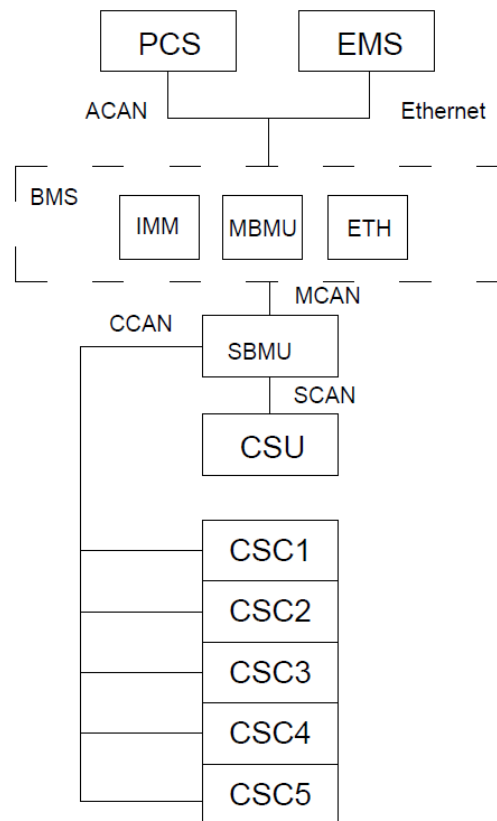 PCS
EMS
ACAN
Ethernet
BMS
IMM
MBMU
ETH
MCAN
CCAN
SBMU
SCAN
CSU
CSC1
CSC2
CSC3
CSC4
CSC5